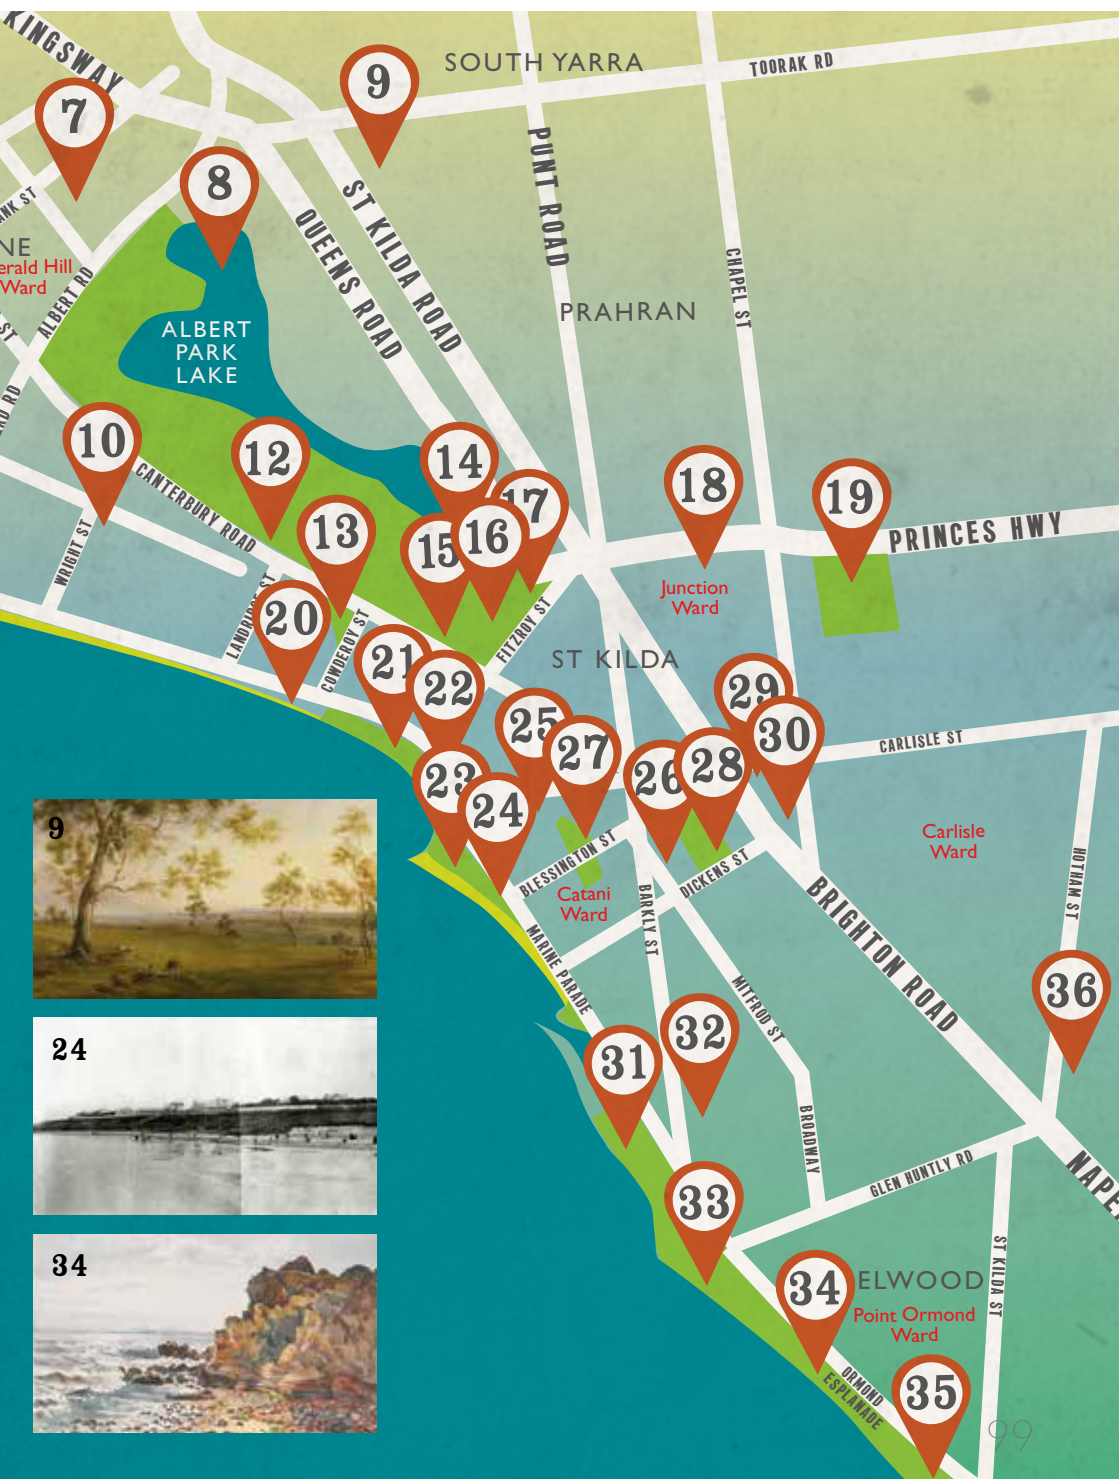 KINGSWAY
SOUTH YARRA
TOORAK RD
9
7
PUNT ROAD
8
ST KILDA ROAD
QUEENS ROAD
CHAPEL ST
ALBERT RD
PRAHRAN
ALBERT
PARK
LAKE
10
12
14
17
18
19
13
15
16
CANTERBURY ROAD
PRINCES HWY
WRIGHT ST
Junction
Ward
20
COWDEROY ST
FITZROY ST
21
ST KILDA
22
29
25
30
27
26
28
CARLISLE ST
23
24
9
BLESSINGTON ST
DICKENS ST
Carlisle
Ward
HOTHAM ST
Catani
Ward
BARKLY ST
BRIGHTON ROAD
MARINE PARADE
MITFROD ST
36
24
32
31
BROADWAY
GLEN HUNTLY RD
33
34
34
ELWOOD
ST KILDA ST
Point Ormond
Ward
ORMOND
ESPLANADE
35
99